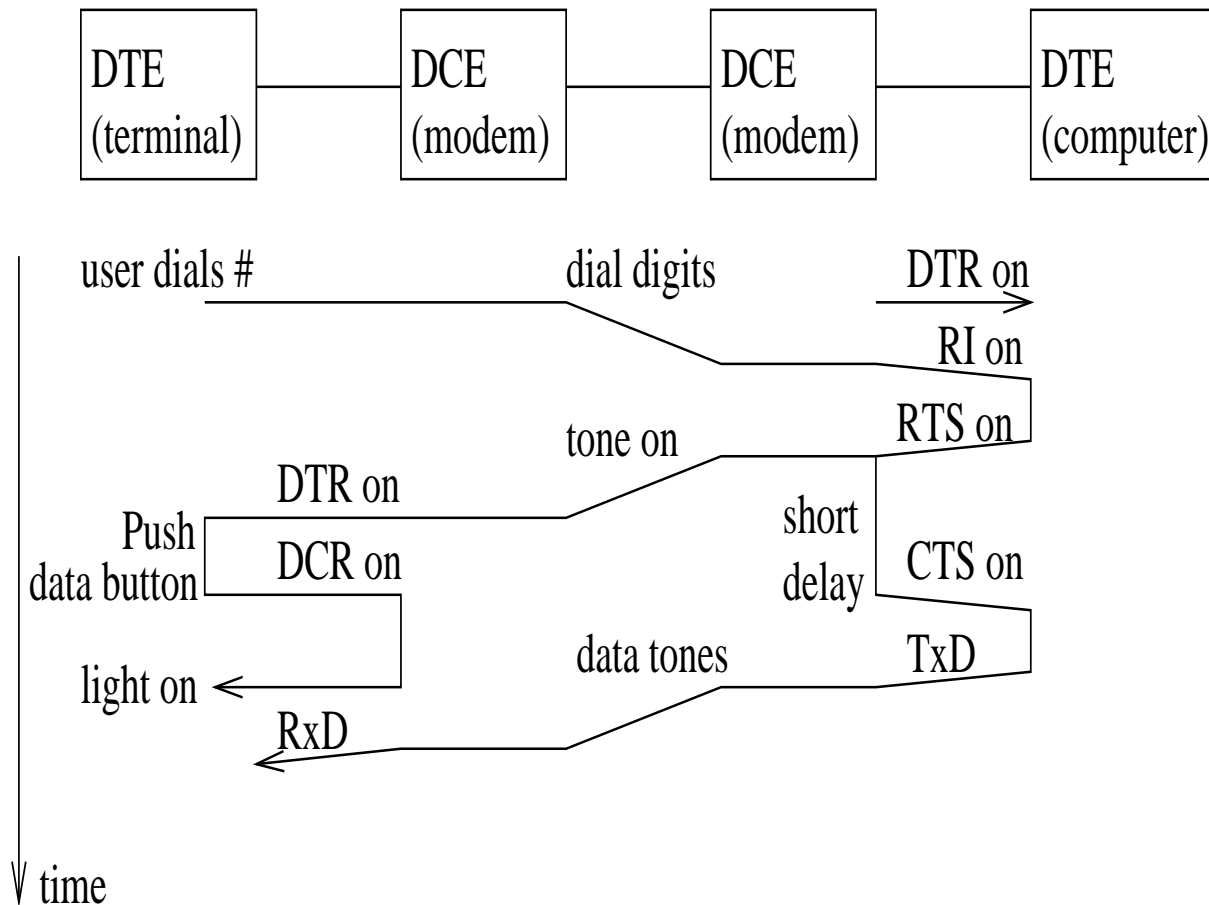 DTE
(terminal)
DCE
(modem)
DCE
(modem)
DTE
(computer)
user dials #
dial digits
DTR on
RI on
RTS on
tone on
DTR on
short
Push
DCR on
CTS on
data button
delay
data tones
TxD
light on
RxD
time